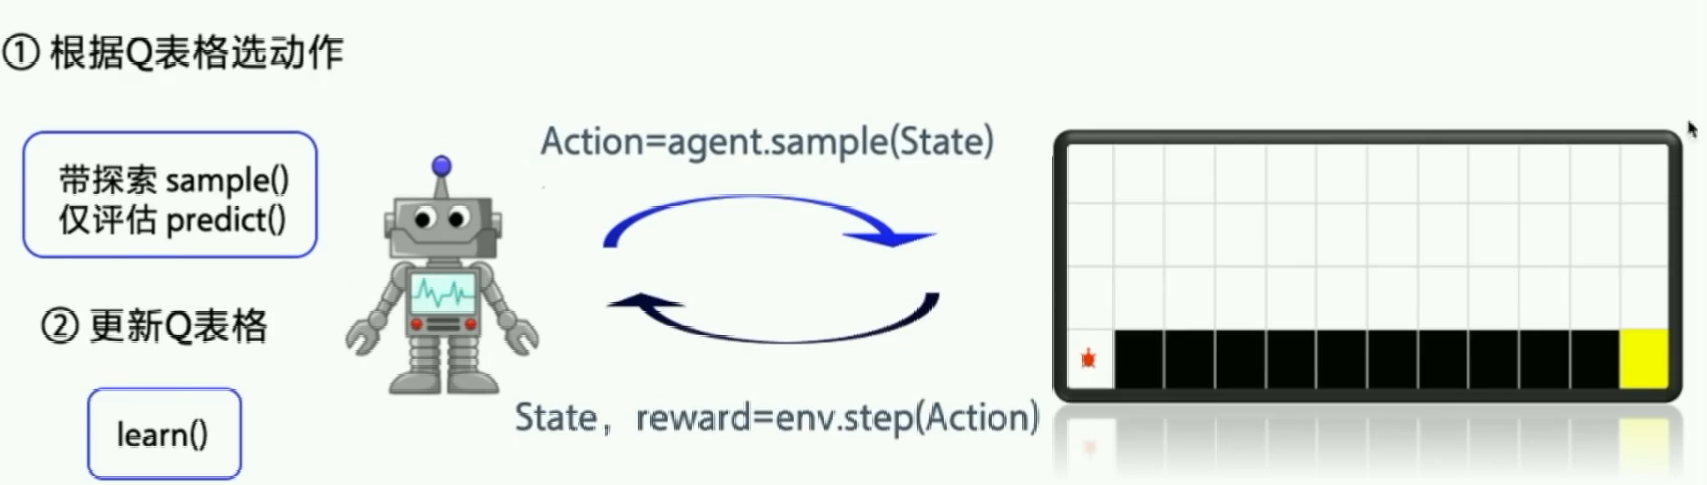 ① 根据Q表格选动作
带探索 sample()
仅评估 predict()
② 更新Q表格
learn()
Action=agent.sample(State)
State，reward=env.step(Action)